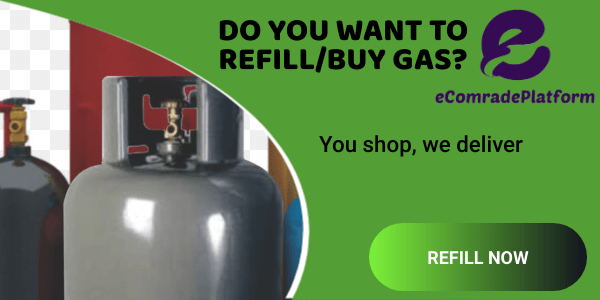 DO YOU WANT TO
REFILL/BUY GAS?
eComradePlatform
You shop, we deliver
REFILL NOW